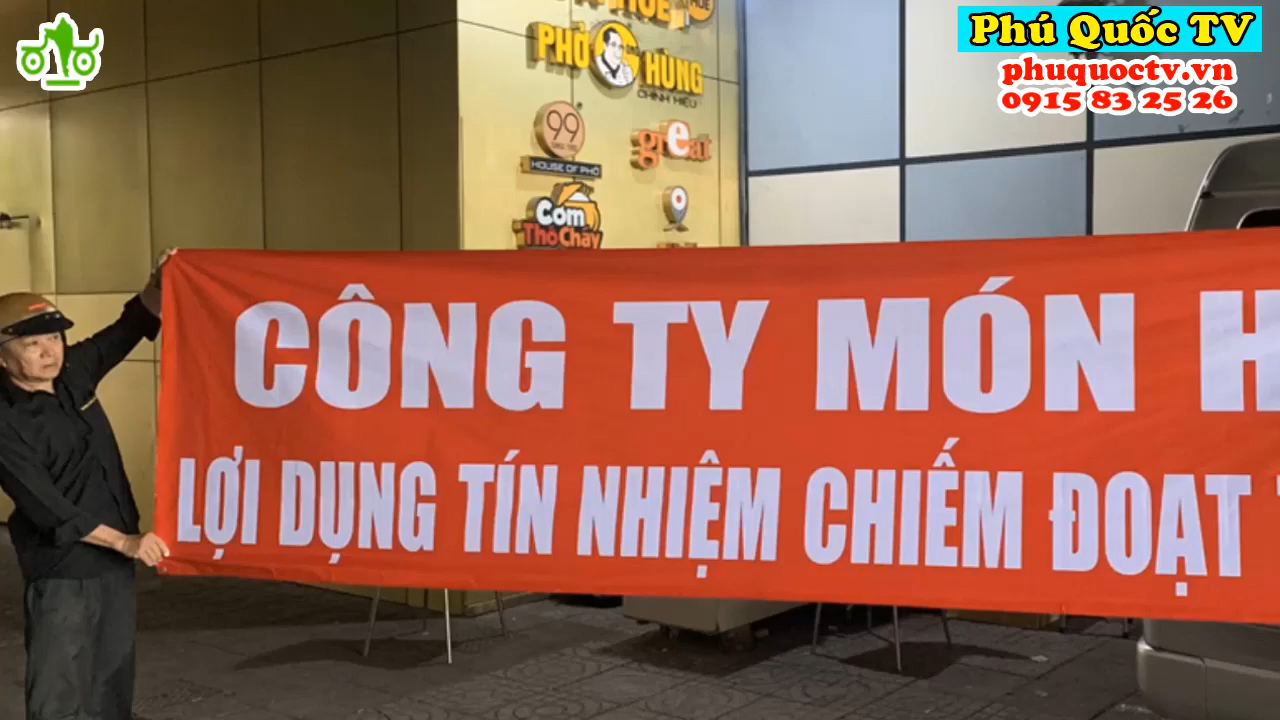 Phú Quốc TV
phuquoctv.vn
0915 83 25 26
HUẾ
PHỞ HÙNG
CHÍNH HIỆU
99
HOUSE OF PHỞ
great
Cơm
Thố Cháy
CÔNG TY MÓN H
LỢI DỤNG TÍN NHIỆM CHIẾM ĐOẠT